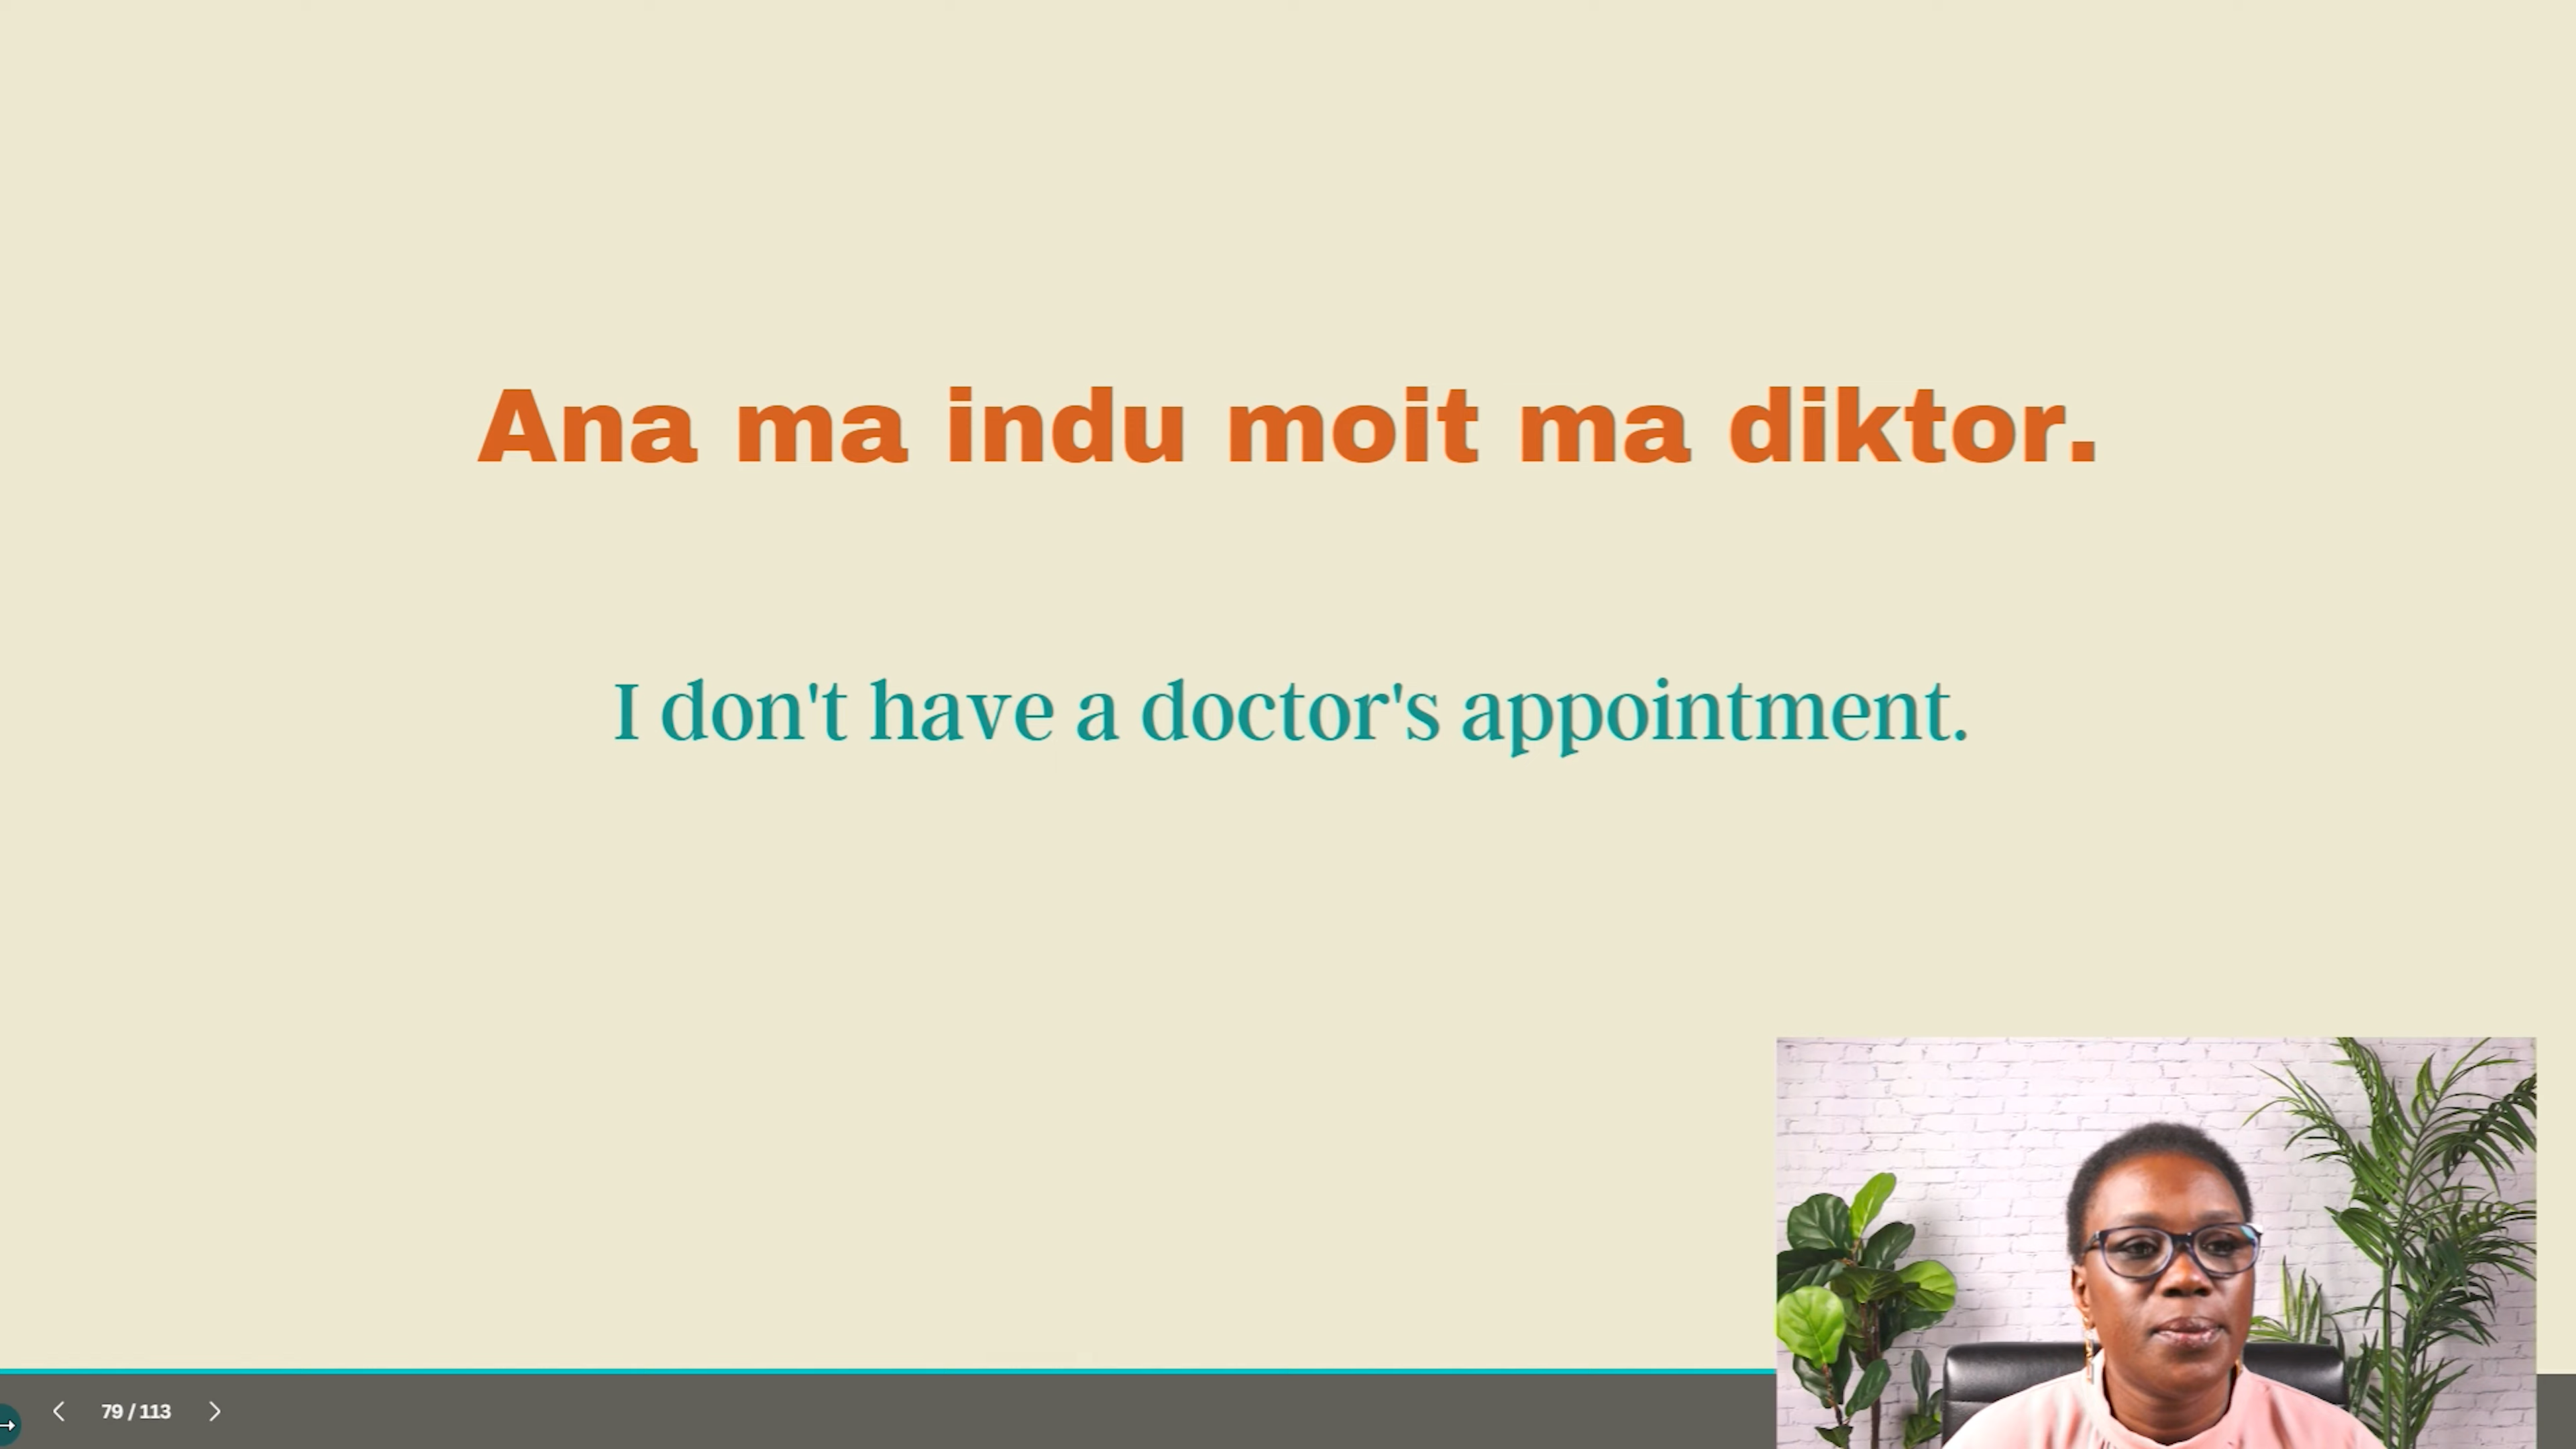 Ana ma indu moit ma diktor.
I don't have a doctor's appointment.
79 / 113